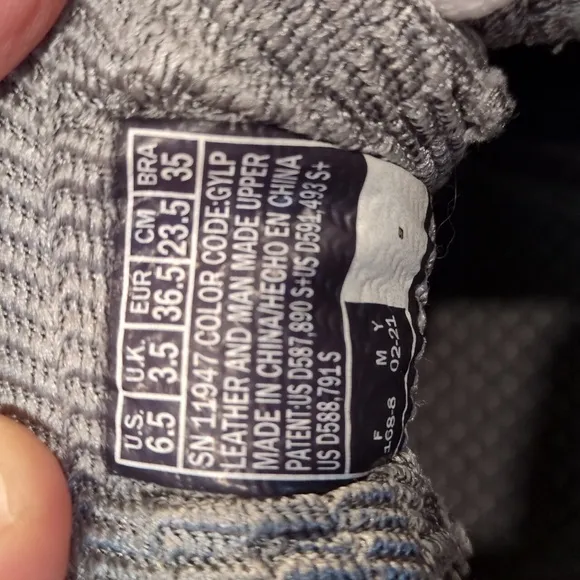 U.S. U.K. EUR CM BRA
6.5 3.5 36.5 23.5 35
SN 11947 COLOR CODE:GYLP
LEATHER AND MAN MADE UPPER
MADE IN CHINA/HECHO EN CHINA
PATENT:US D587,890 S+US D591,493 S+
US D588,791 S
F M Y
168-8 02-21